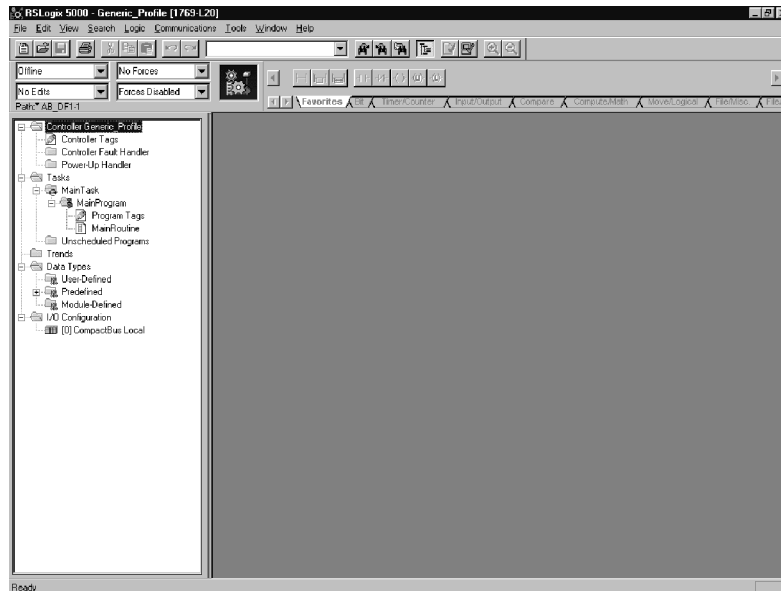 RSLogix 5000 - Generic_Profile [1769-L20]
File Edit View Search Logic Communications Tools Window Help
Offline No Forces
No Edits Forces Disabled
Path:* AB_DF1-1
Favorites Bit Timer/Counter Input/Output Compare Compute/Math Move/Logical File/Misc. File/
Controller Generic_Profile
Controller Tags
Controller Fault Handler
Power-Up Handler
Tasks
MainTask
MainProgram
Program Tags
MainRoutine
Unscheduled Programs
Trends
Data Types
User-Defined
Predefined
Module-Defined
I/O Configuration
[0] CompactBus Local
Ready